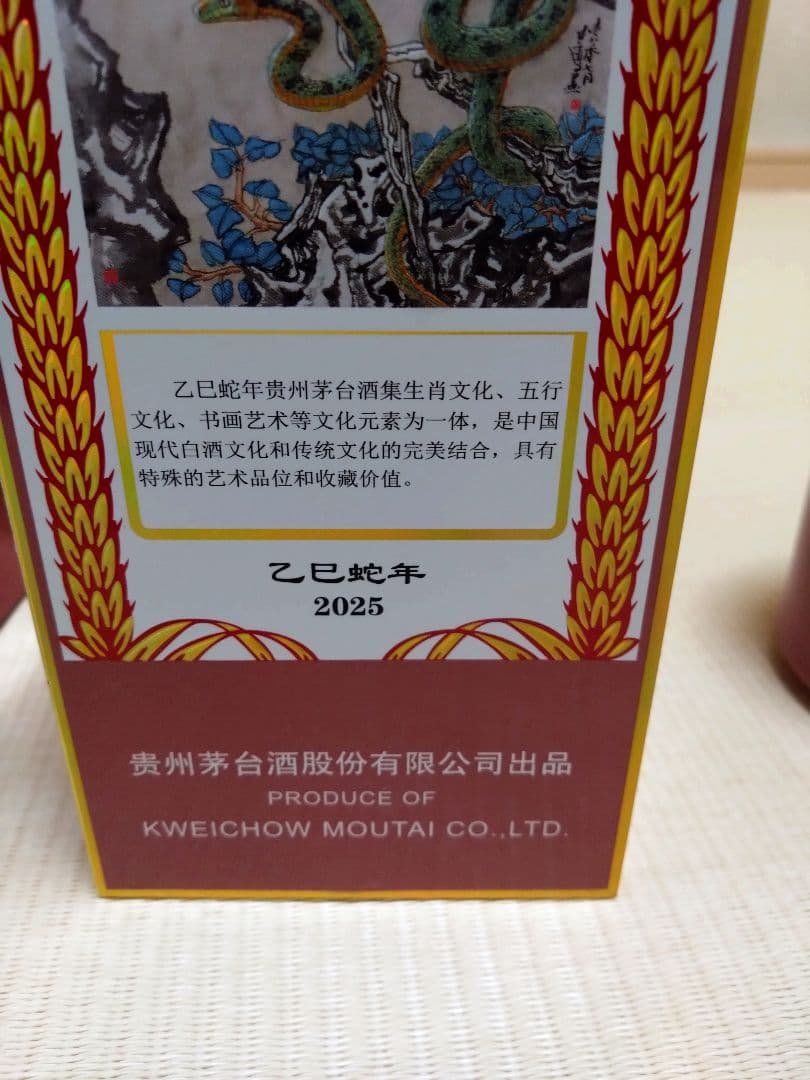 乙巳蛇年贵州茅台酒集生肖文化、五行
文化、书画艺术等文化元素为一体，是中国
现代白酒文化和传统文化的完美结合，具有
特殊的艺术品位和收藏价值。
乙巳蛇年
2025
贵州茅台酒股份有限公司出品
PRODUCE OF
KWEICHOW MOUTAI CO.,LTD.